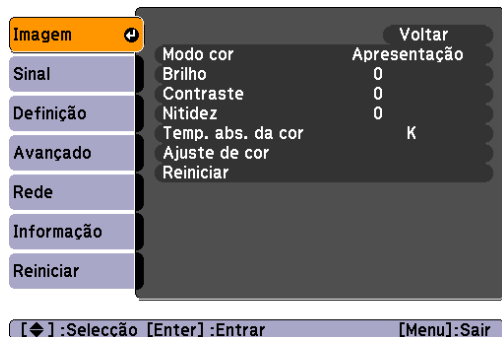 Imagem
Sinal
Definição
Avançado
Rede
Informação
Reiniciar
Voltar
Modo cor Apresentação
Brilho 0
Contraste 0
Nitidez 0
Temp. abs. da cor K
Ajuste de cor
Reiniciar
[ ] :Selecção [Enter] :Entrar [Menu]:Sair